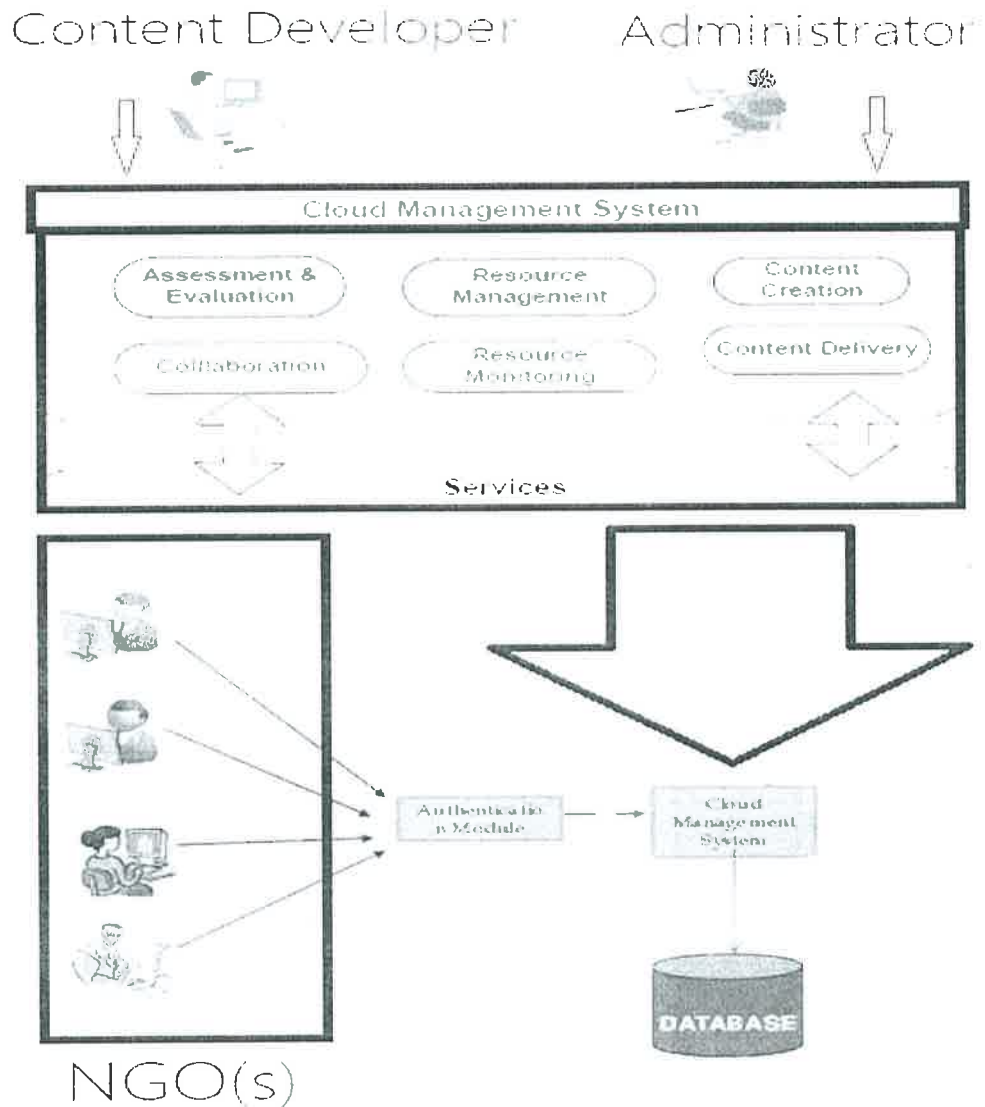 Content Developer
Administrator
Cloud Management System
Assessment &
Evaluation
Resource
Management
Content
Creation
Collaboration
Resource
Monitoring
Content Delivery
Services
Authenticatio
n Module
Cloud
Management
System
DATABASE
NGO(s)